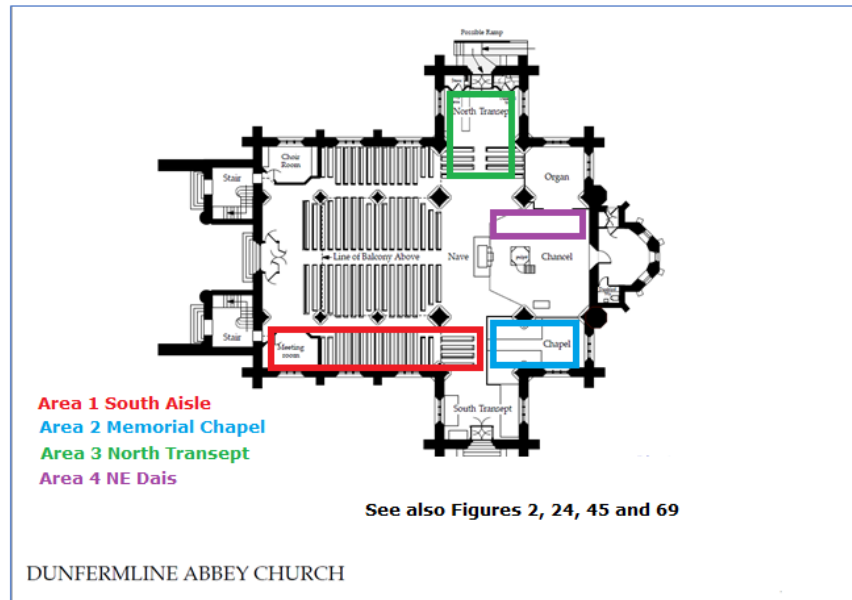 Possible Ramp
North Transept
Choir
Room
Stair
Organ
Line of Balcony Above
Nave
pulpit
Chancel
Stair
Meeting
room
Chapel
South Transept
Area 1 South Aisle
Area 2 Memorial Chapel
Area 3 North Transept
Area 4 NE Dais
See also Figures 2, 24, 45 and 69
DUNFERMLINE ABBEY CHURCH